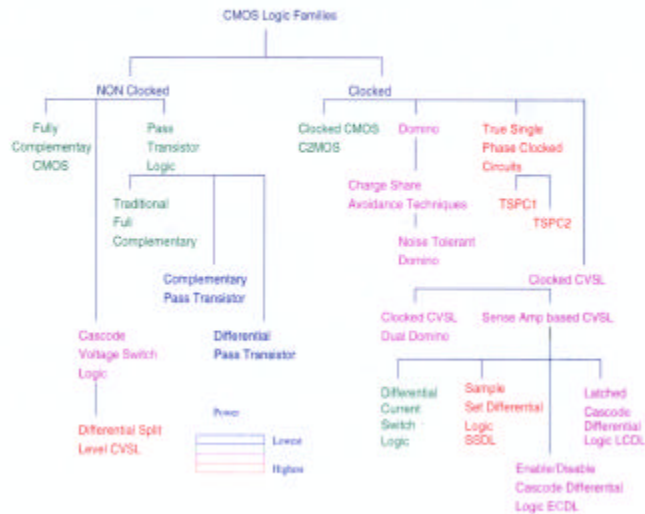 CMOS Logic Families
NON Clocked
Clocked
Fully
Complementay
CMOS
Pass
Transistor
Logic
Clocked CMOS
C2MOS
Domino
True Single
Phase Clocked
Circuits
Traditional
Full
Complementary
Charge Share
Avoidance Techniques
TSPC1
TSPC2
Noise Tolerant
Domino
Complementary
Pass Transistor
Clocked CVSL
Cascode
Voltage Switch
Logic
Differential
Pass Transistor
Clocked CVSL
Dual Domino
Sense Amp based CVSL
Differential
Current
Switch
Logic
Sample
Set Differential
Logic
SSDL
Latched
Cascode
Differential
Logic LCDL
Power
Lowest
Highest
Differential Split
Level CVSL
Enable/Disable
Cascode Differential
Logic ECDL